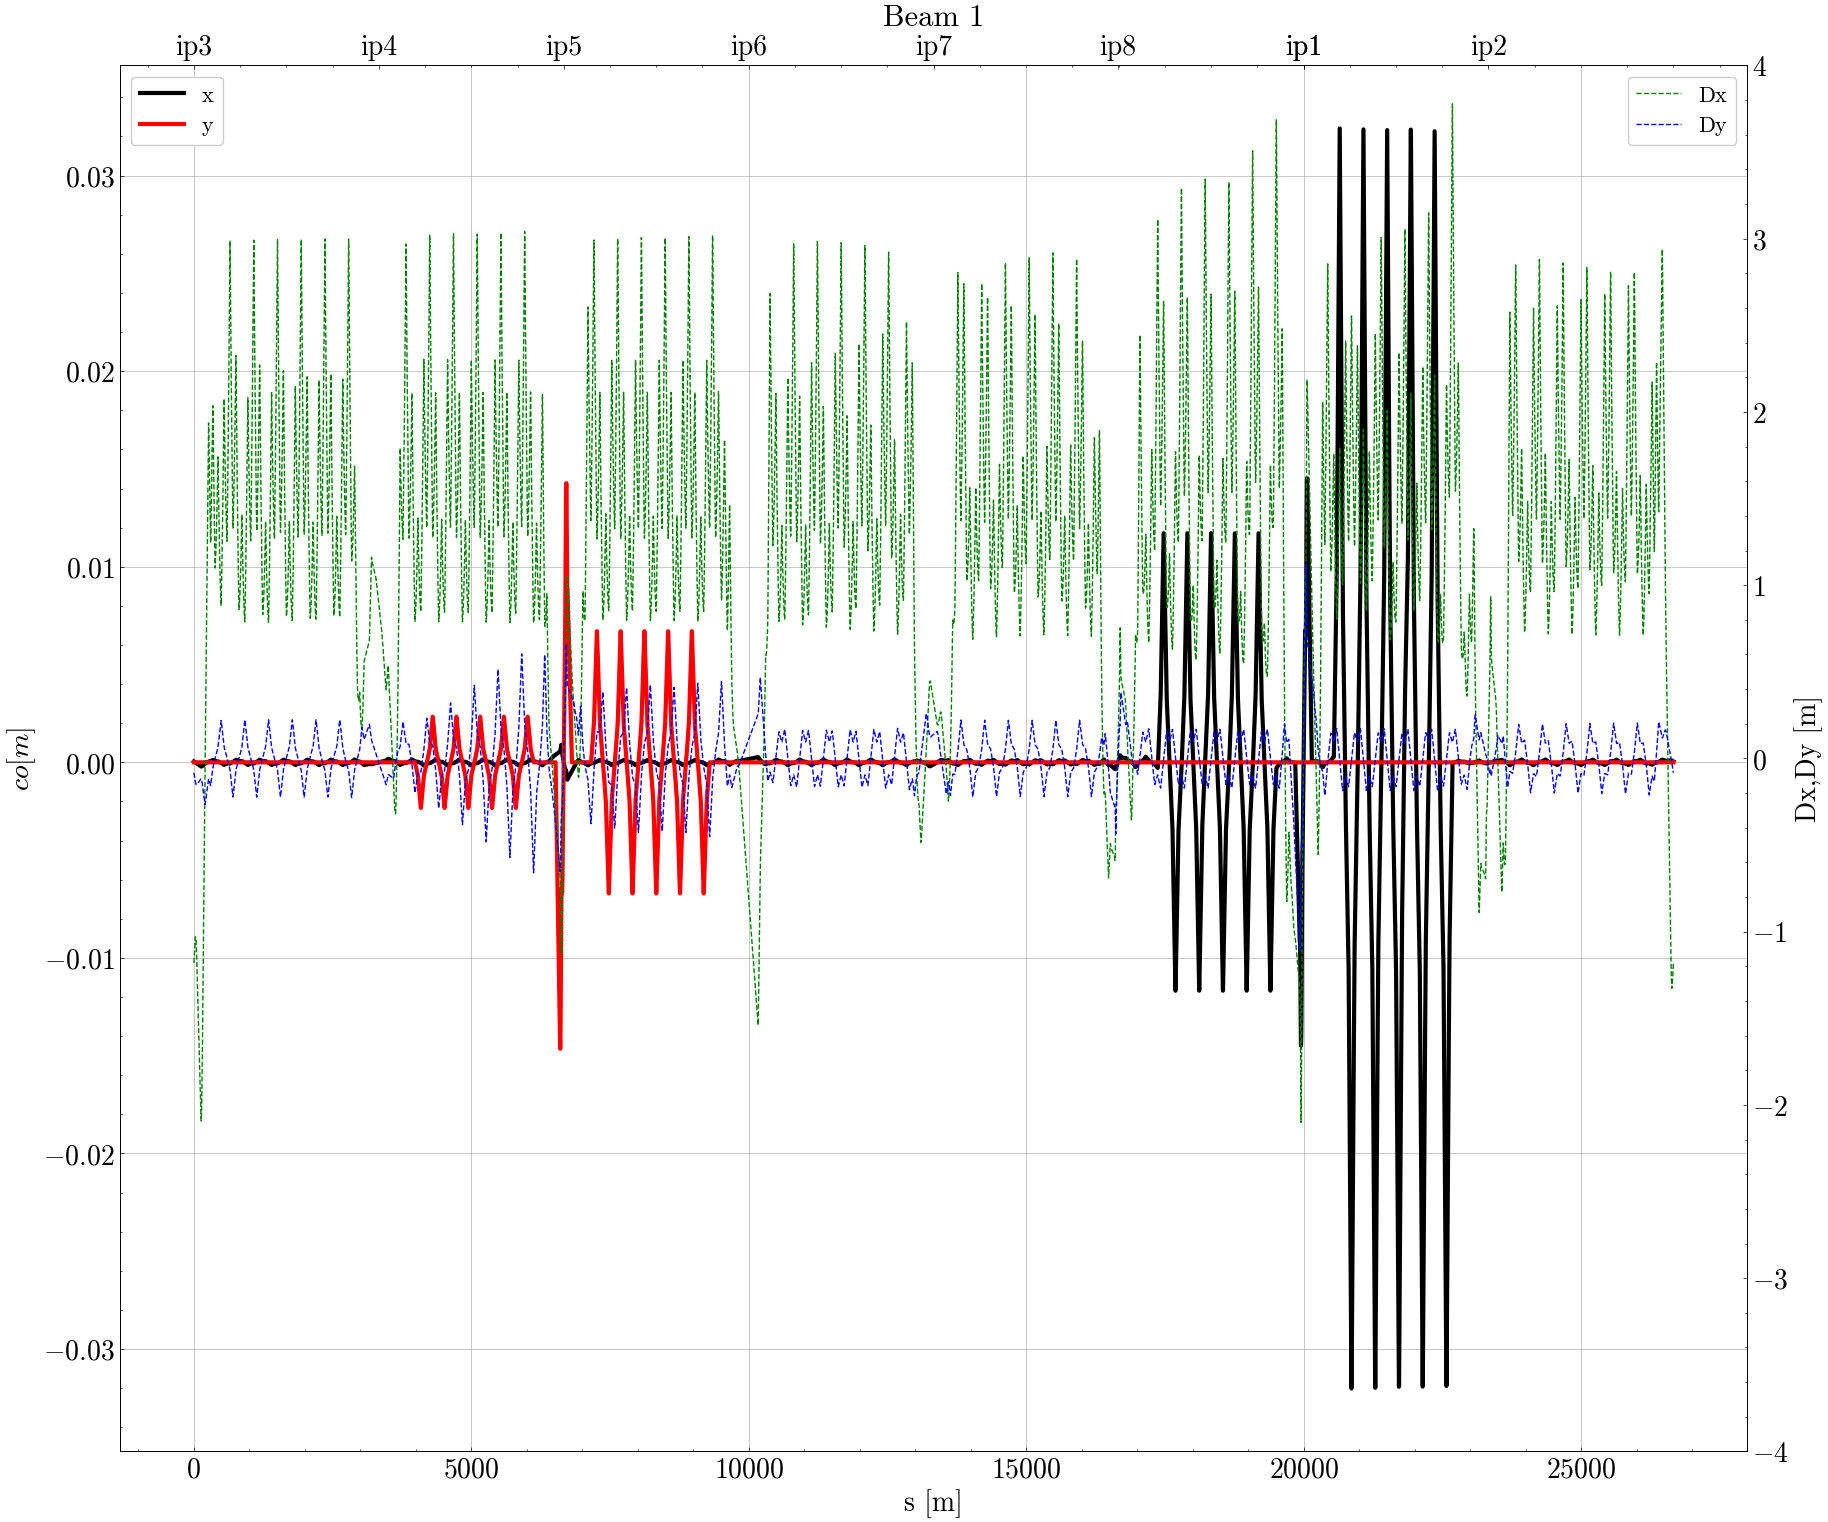 Beam 1
ip3 ip4 ip5 ip6 ip7 ip8 ip1 ip2
x
y
Dx
Dy
0.03
0.02
0.01
0.00
−0.01
−0.02
−0.03
co[m]
4
3
2
1
0
−1
−2
−3
−4
Dx,Dy [m]
0 5000 10000 15000 20000 25000
s [m]